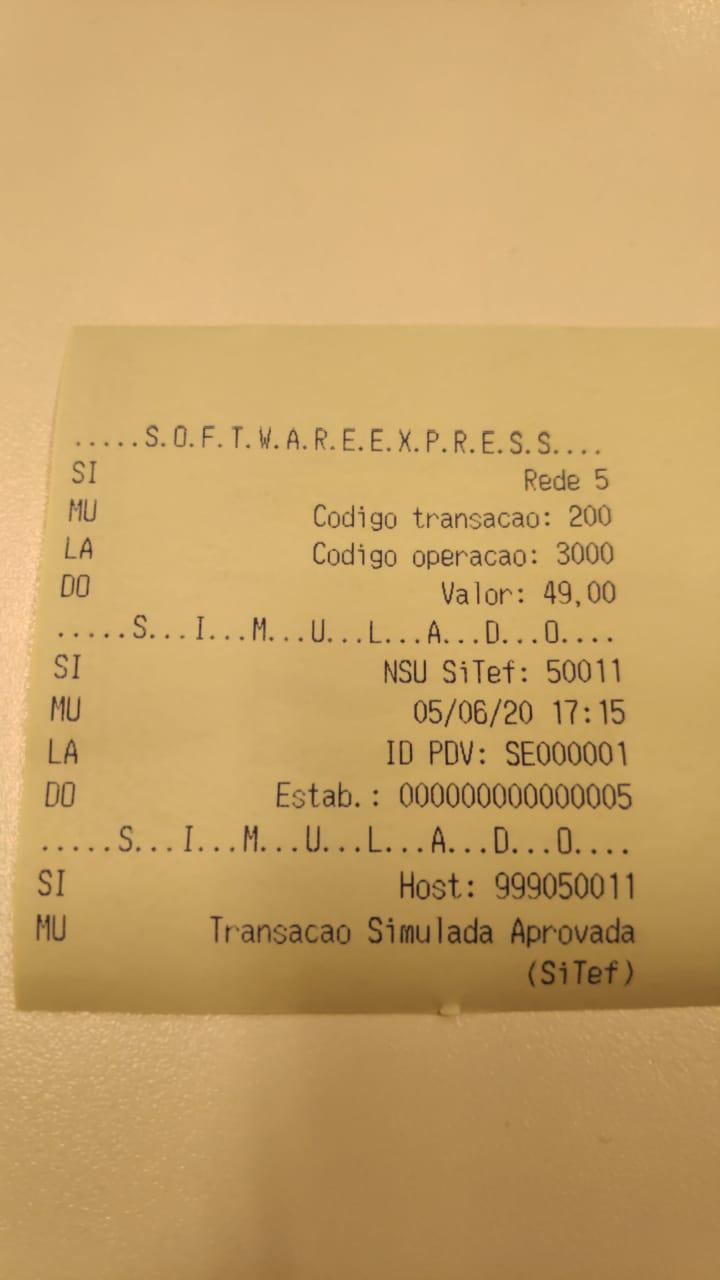 .....S.O.F.T.W.A.R.E.E.X.P.R.E.S.S....
SI Rede 5
MU Codigo transacao: 200
LA Codigo operacao: 3000
DO Valor: 49,00
.....S...I...M...U...L...A...D...O....
SI NSU SiTef: 50011
MU 05/06/20 17:15
LA ID PDV: SE000001
DO Estab.: 000000000000005
.....S...I...M...U...L...A...D...O....
SI Host: 999050011
MU Transacao Simulada Aprovada
(SiTef)